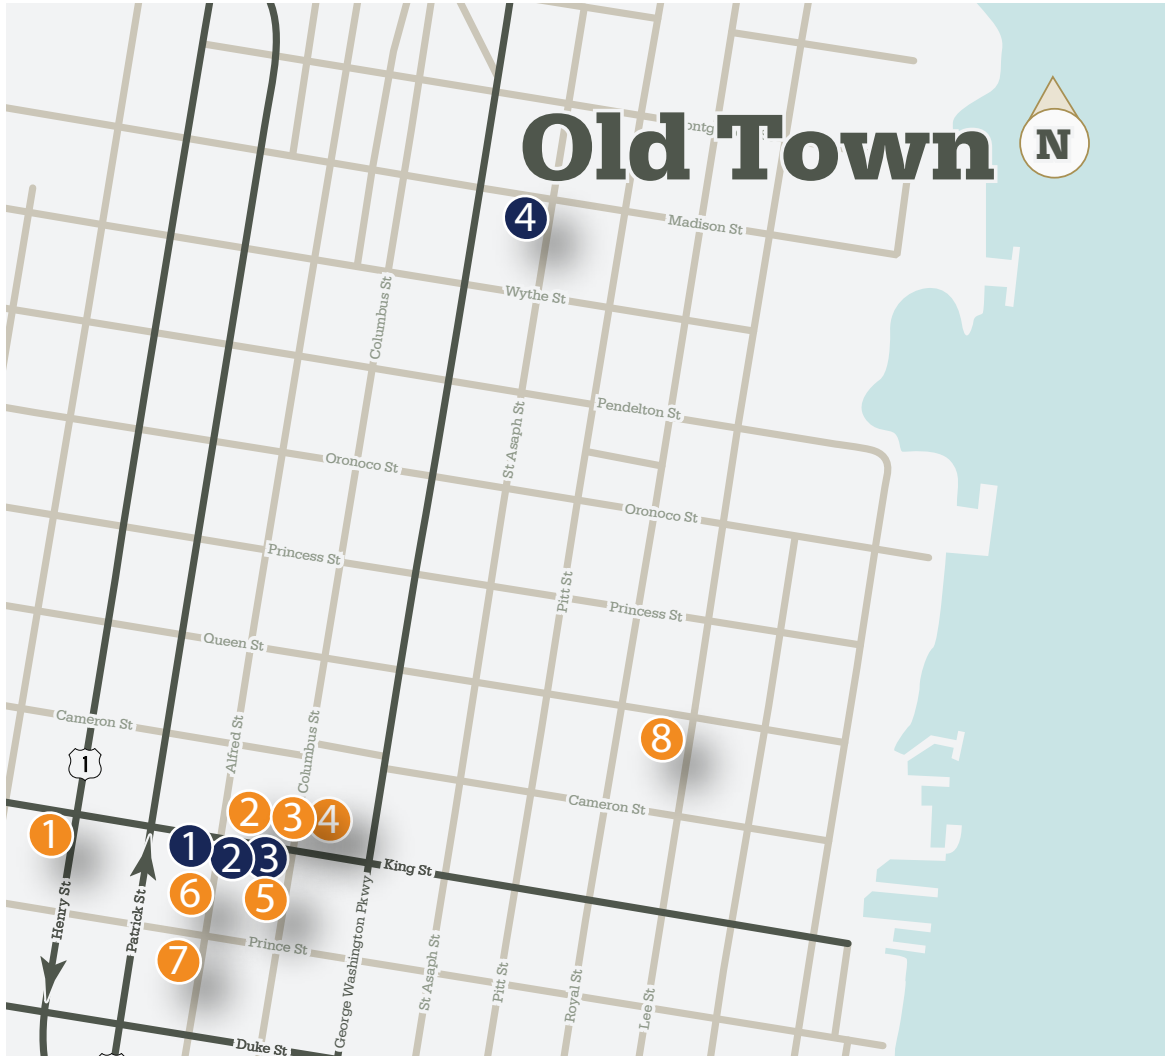 Old Town
N
4
Madison St
Wythe St
Columbus St
Pendelton St
St Asaph St
Oronoco St
Oronoco St
Princess St
Pitt St
Princess St
Queen St
Cameron St
Alfred St
Columbus St
1
8
Cameron St
1
2
3
4
1
2
3
King St
6
5
Henry St
Patrick St
George Washington Pkwy
Prince St
7
St Asaph St
Pitt St
Royal St
Lee St
Duke St